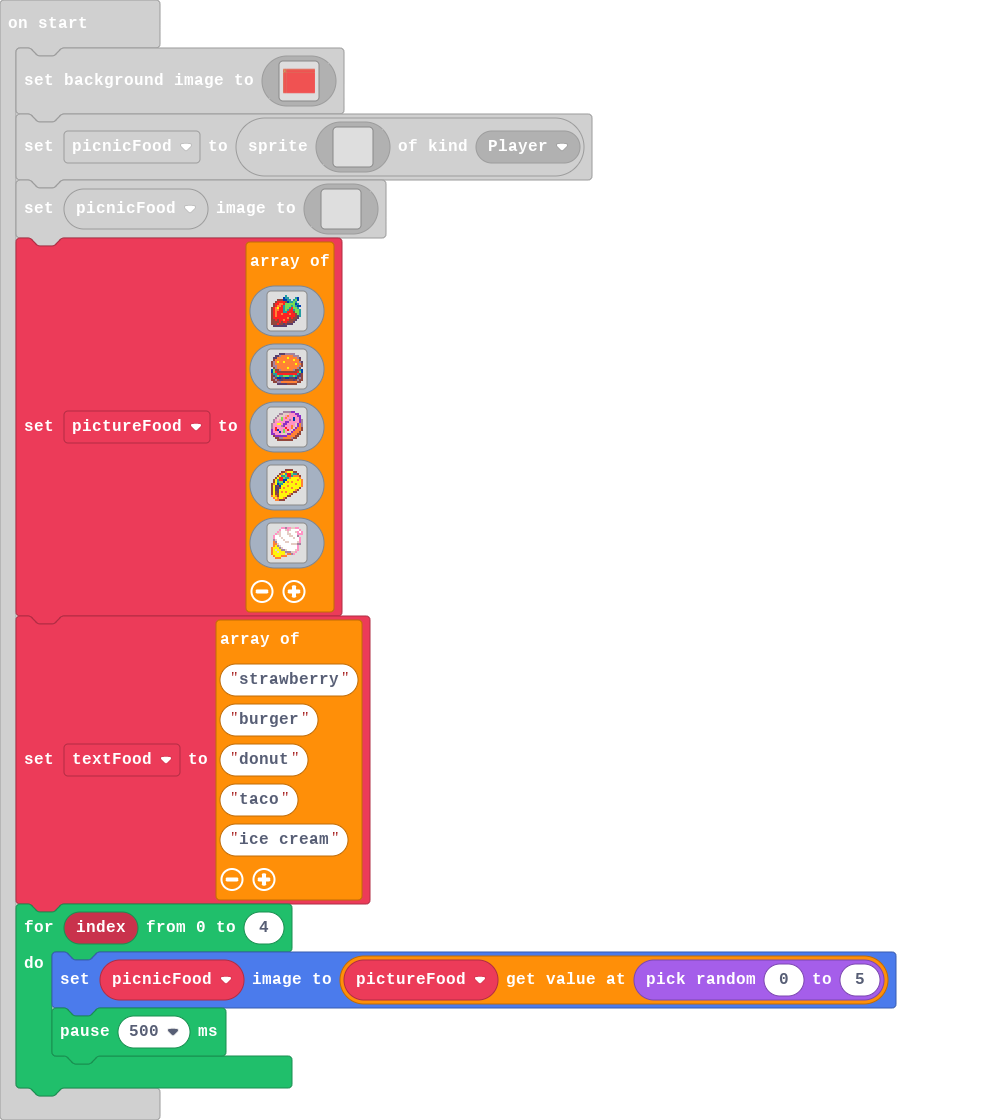 on start
set background image to
set picnicFood to sprite of kind Player
set picnicFood image to
array of
set pictureFood to
array of
"strawberry"
"burger"
set textFood to "donut"
"taco"
"ice cream"
for index from 0 to 4
do
set picnicFood image to pictureFood get value at pick random 0 to 5
pause 500 ms